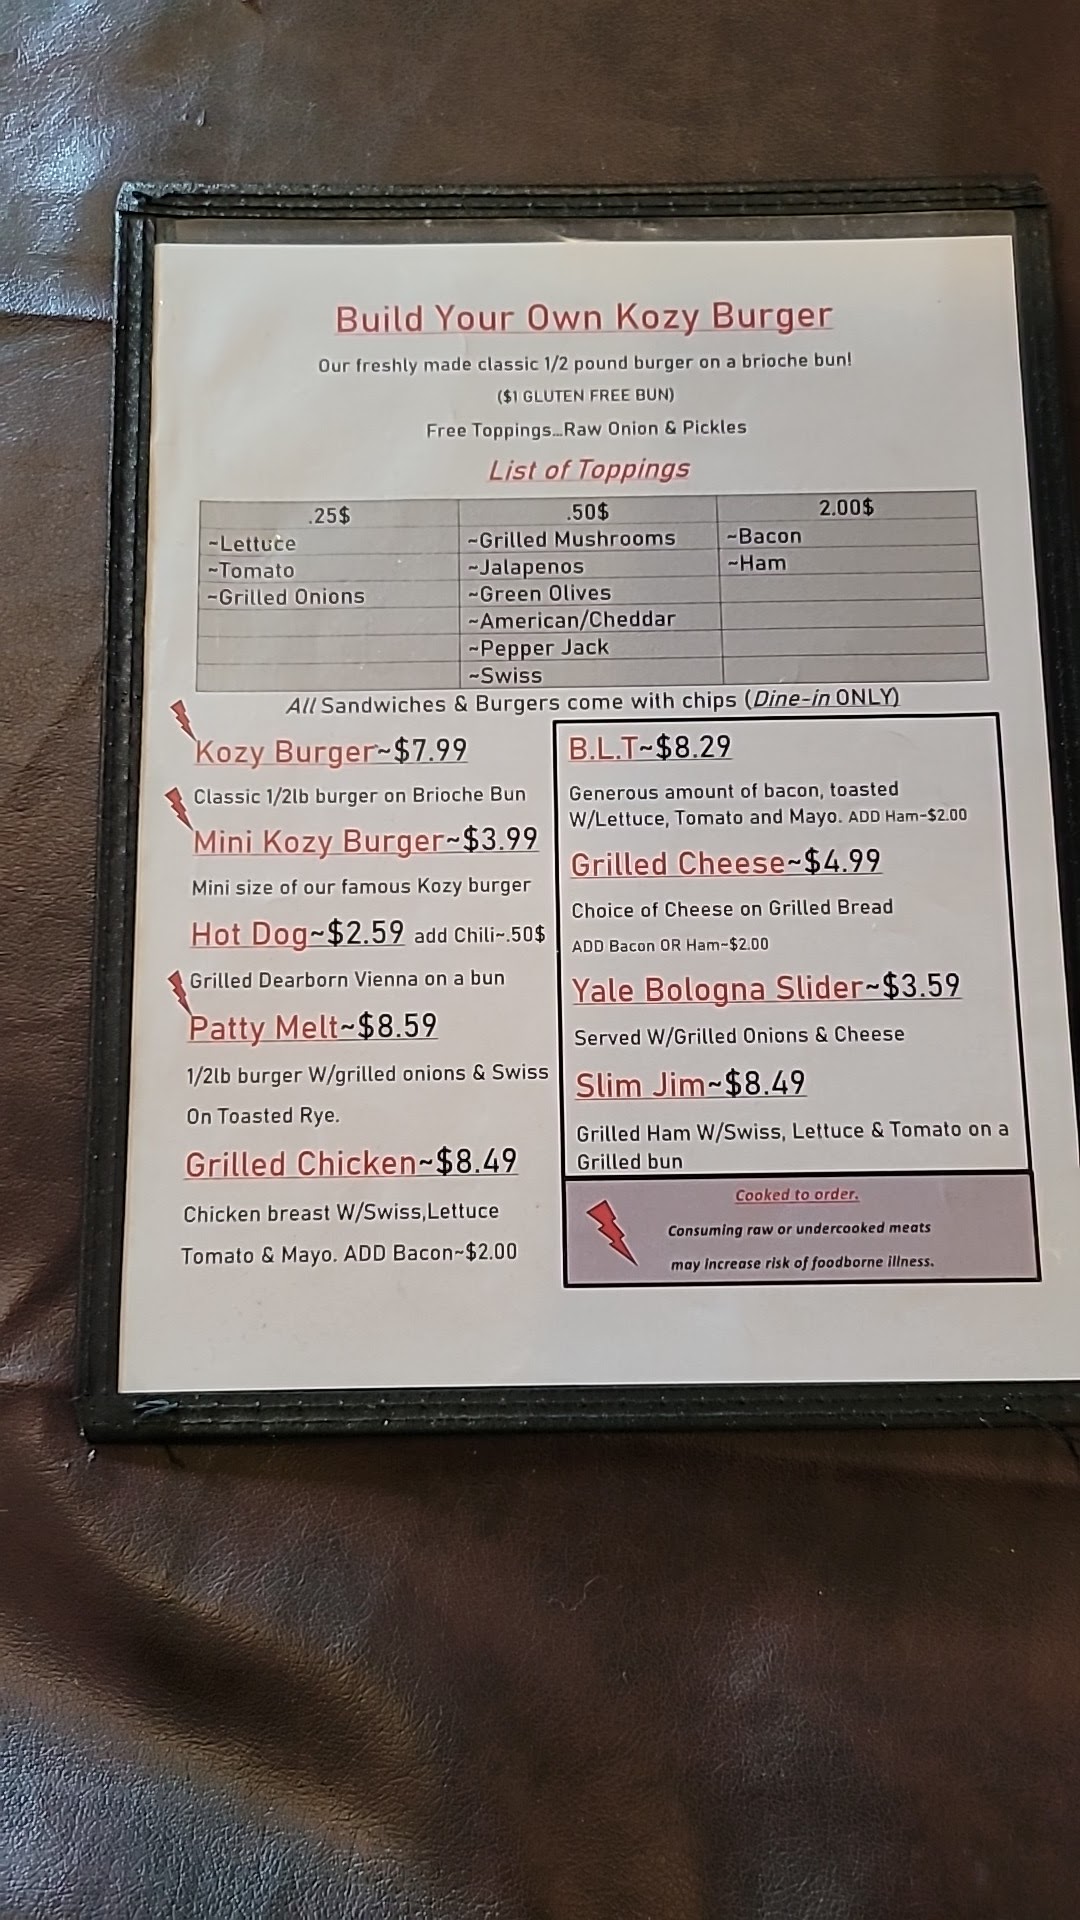 Build Your Own Kozy Burger
Our freshly made classic 1/2 pound burger on a brioche bun!
($1 GLUTEN FREE BUN)
Free Toppings...Raw Onion & Pickles
List of Toppings
.25$ .50$ 2.00$
~Lettuce ~Grilled Mushrooms ~Bacon
~Tomato ~Jalapenos ~Ham
~Grilled Onions ~Green Olives
~American/Cheddar
~Pepper Jack
~Swiss
All Sandwiches & Burgers come with chips (Dine-in ONLY)
Kozy Burger~$7.99
Classic 1/2lb burger on Brioche Bun
Mini Kozy Burger~$3.99
Mini size of our famous Kozy burger
Hot Dog~$2.59 add Chili~.50$
Grilled Dearborn Vienna on a bun
Patty Melt~$8.59
1/2lb burger W/grilled onions & Swiss
On Toasted Rye.
Grilled Chicken~$8.49
Chicken breast W/Swiss,Lettuce
Tomato & Mayo. ADD Bacon~$2.00
B.L.T~$8.29
Generous amount of bacon, toasted
W/Lettuce, Tomato and Mayo. ADD Ham~$2.00
Grilled Cheese~$4.99
Choice of Cheese on Grilled Bread
ADD Bacon OR Ham~$2.00
Yale Bologna Slider~$3.59
Served W/Grilled Onions & Cheese
Slim Jim~$8.49
Grilled Ham W/Swiss, Lettuce & Tomato on a
Grilled bun
Cooked to order.
Consuming raw or undercooked meats
may increase risk of foodborne illness.